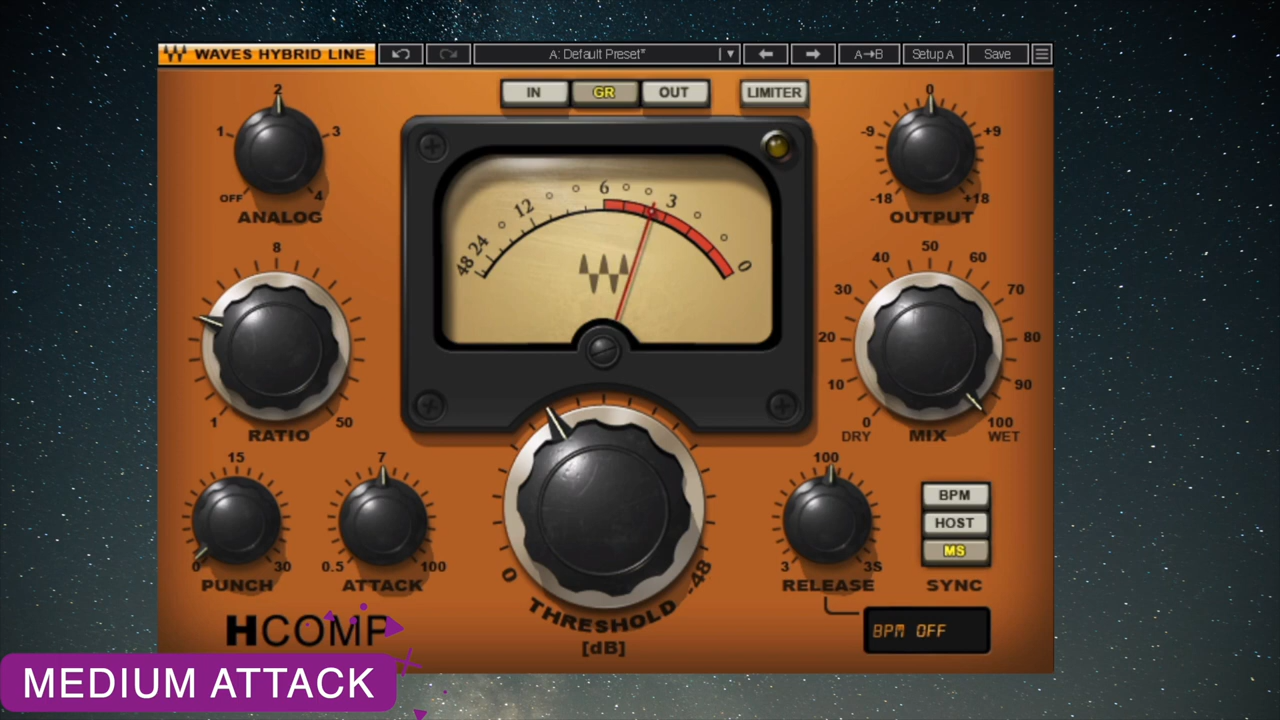 WAVES HYBRID LINE
A: Default Preset*
A→B
Setup A
Save
IN
GR
OUT
LIMITER
2
1
3
OFF
4
ANALOG
0
-9
+9
-18
+18
OUTPUT
48
24
12
6
3
0
8
1
50
RATIO
50
40
60
30
70
20
80
10
90
0
100
DRY
MIX
WET
15
0
30
PUNCH
7
0.5
100
ATTACK
0
-48
THRESHOLD
[dB]
100
3
3S
RELEASE
BPM
HOST
MS
SYNC
BPM OFF
HCOMP
MEDIUM ATTACK